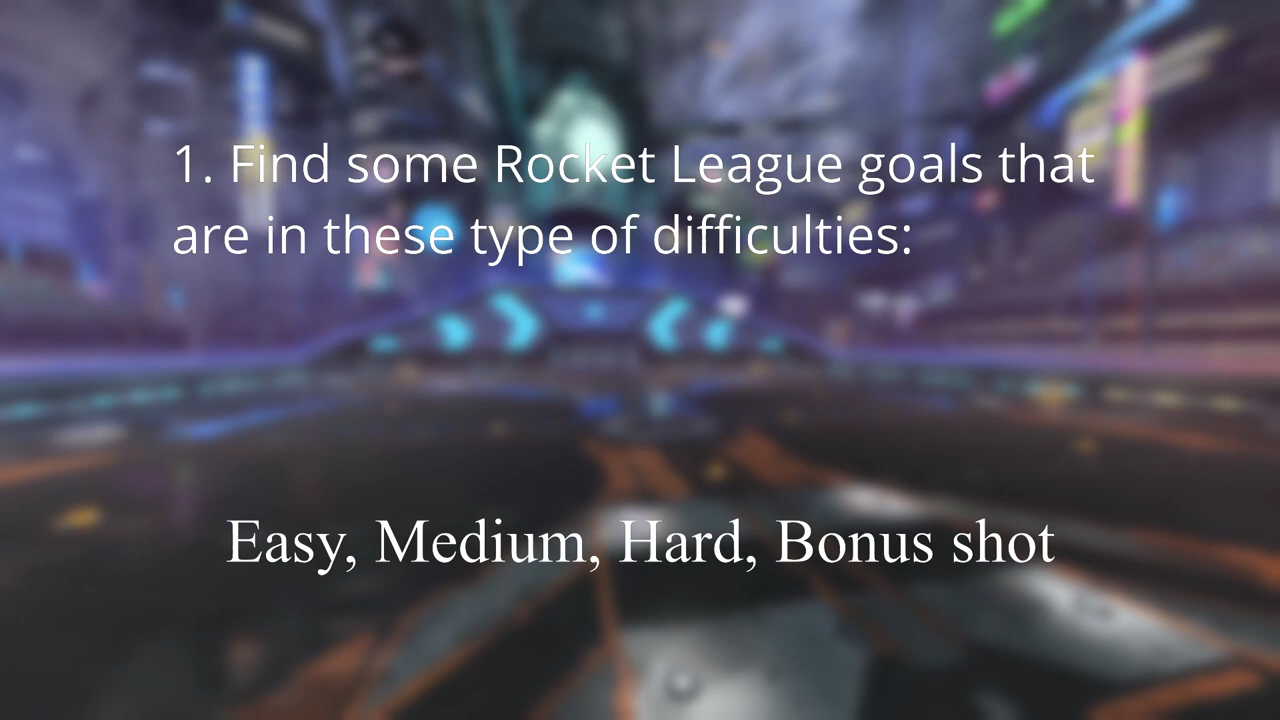 1. Find some Rocket League goals that
are in these type of difficulties:
Easy, Medium, Hard, Bonus shot